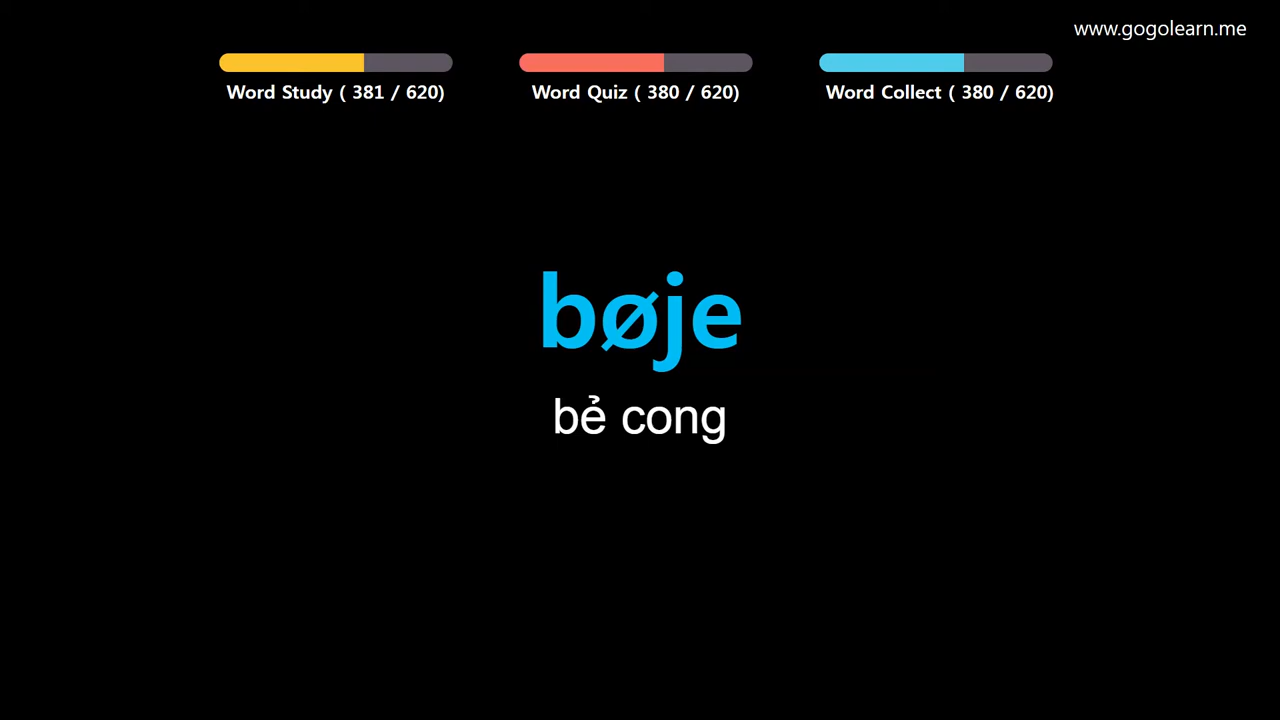 www.gogolearn.me
Word Study ( 381 / 620)
Word Quiz ( 380 / 620)
Word Collect ( 380 / 620)
bøje
bẻ cong